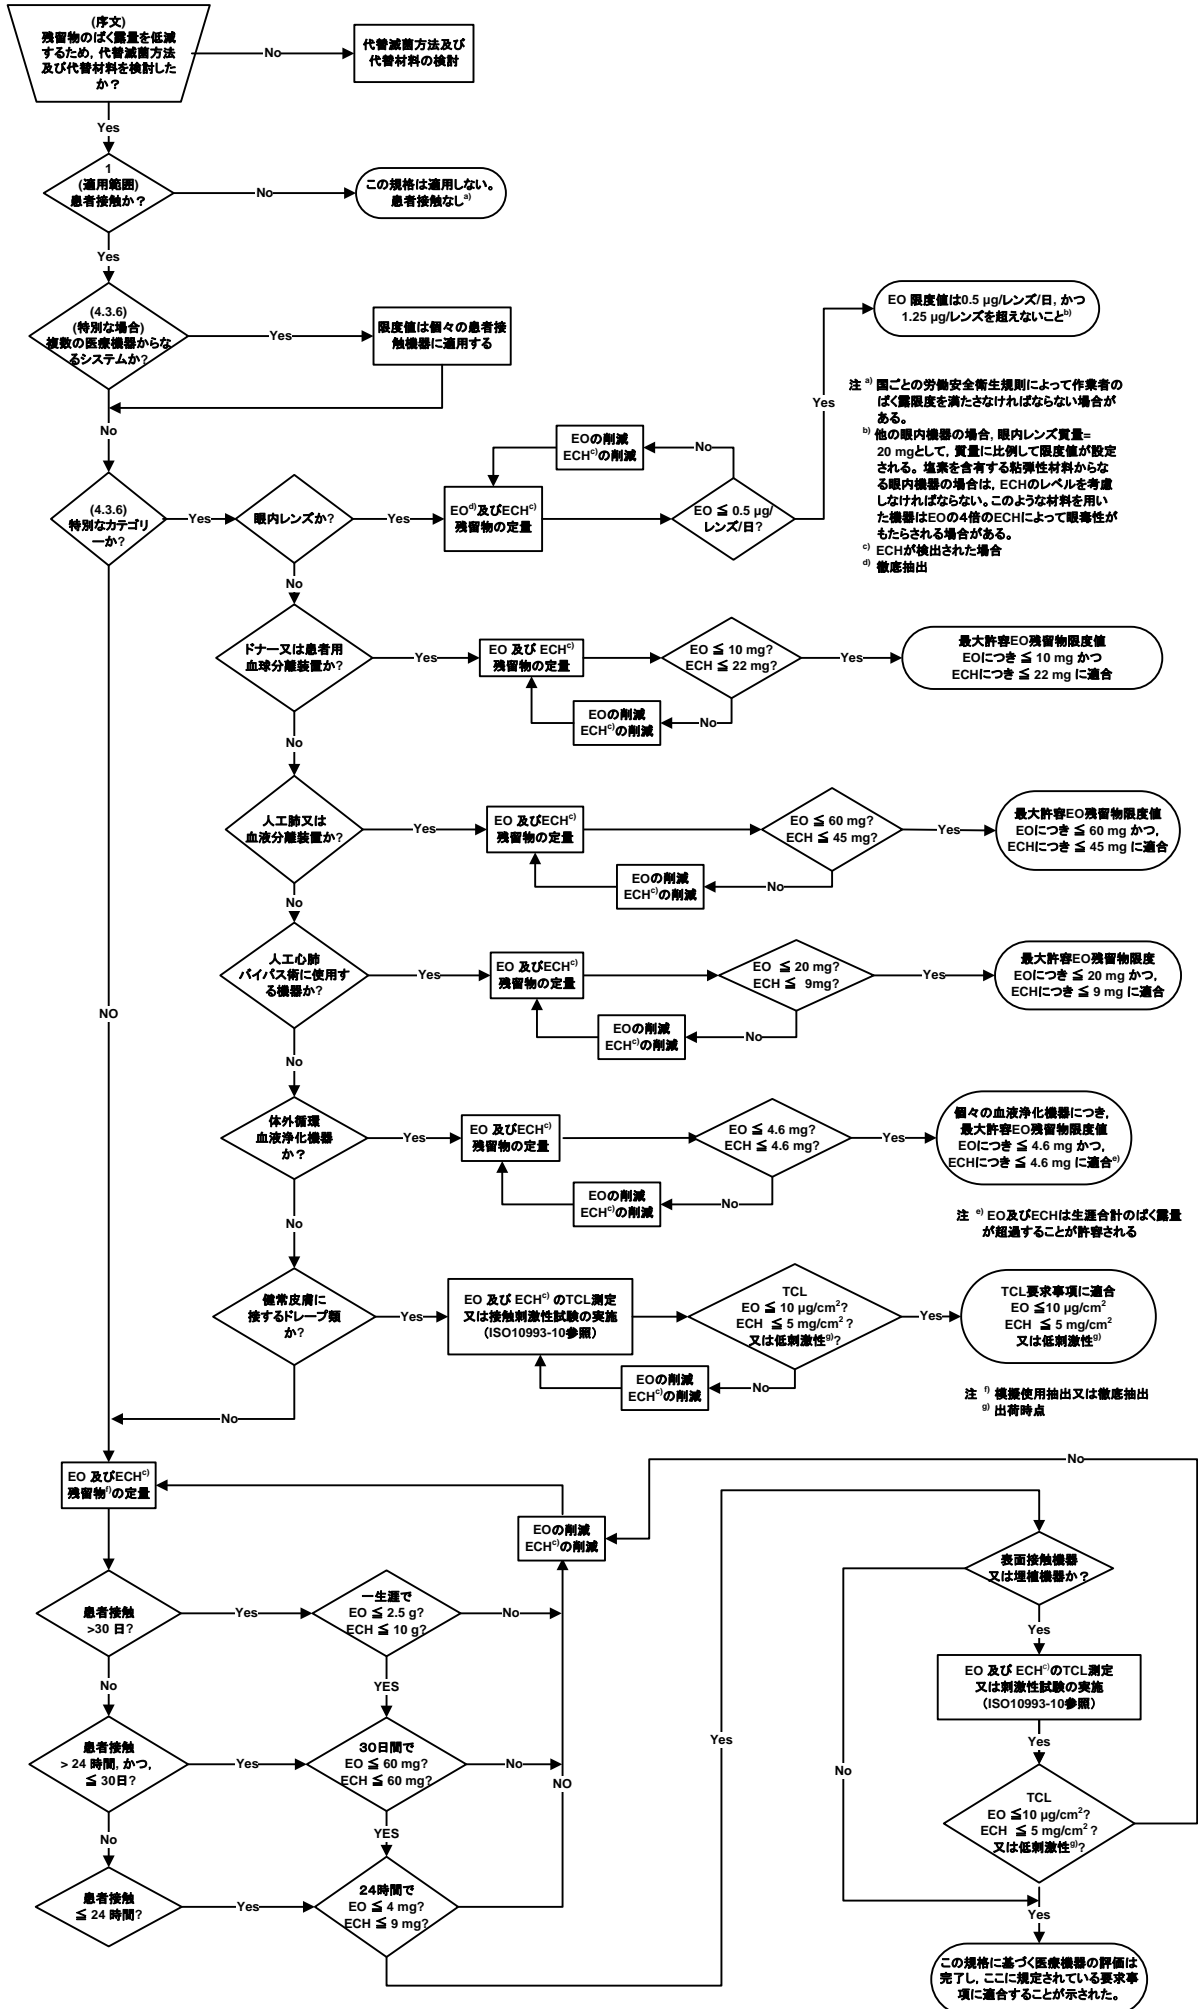 (序文)
残留物のばく露量を低減
するため, 代替滅菌方法
及び代替材料を検討した
か？
No
代替滅菌方法及び
代替材料の検討
Yes
1
(適用範囲)
患者接触か？
No
この規格は適用しない。
患者接触なし a)
Yes
(4.3.6)
(特別な場合)
複数の医療機器からな
るシステムか?
Yes
限度値は個々の患者接
触機器に適用する
No
EO 限度値は0.5 µg/レンズ/日, かつ
1.25 µg/レンズを超えないこと b)
注 a) 国ごとの労働安全衛生規則によって作業者の
ばく露限度を満たさなければならない場合が
ある。
b) 他の眼内機器の場合, 眼内レンズ質量=
20 mgとして, 質量に比例して限度値が設定
される。塩素を含有する粘弾性材料からな
る眼内機器の場合は, ECHのレベルを考慮
しなければならない。このような材料を用い
た機器はEOの4倍のECHによって眼毒性が
もたらされる場合がある。
c) ECHが検出された場合
d) 徹底抽出
(4.3.6)
特別なカテゴリ
ーか?
Yes
眼内レンズか?
Yes
EO d)及びECH c)
残留物の定量
EOの削減
ECH c)の削減
No
EO ≦ 0.5 µg/
レンズ/日?
Yes
No
ドナー又は患者用
血球分離装置か?
Yes
EO 及び ECH c)
残留物の定量
EO ≦ 10 mg?
ECH ≦ 22 mg?
Yes
最大許容EO残留物限度値
EOにつき ≦ 10 mg かつ
ECHにつき ≦ 22 mg に適合
EOの削減
ECH c)の削減
No
No
人工肺又は
血液分離装置か?
Yes
EO 及びECH c)
残留物の定量
EO ≦ 60 mg?
ECH ≦ 45 mg?
Yes
最大許容EO残留物限度値
EOにつき ≦ 60 mg かつ,
ECHにつき ≦ 45 mg に適合
EOの削減
ECH c)の削減
No
No
人工心肺
バイパス術に使用す
る機器か?
Yes
EO 及びECH c)
残留物の定量
EO ≦ 20 mg?
ECH ≦ 9mg?
Yes
最大許容EO残留物限度
EOにつき ≦ 20 mg かつ,
ECHにつき ≦ 9 mg に適合
EOの削減
ECH c)の削減
No
NO
No
体外循環
血液浄化機器
か？
Yes
EO 及びECH c)
残留物の定量
EO ≦ 4.6 mg?
ECH ≦ 4.6 mg?
Yes
個々の血液浄化機器につき,
最大許容EO残留物限度値
EOにつき ≦ 4.6 mg かつ,
ECHにつき ≦ 4.6 mg に適合 e)
EOの削減
ECH c)の削減
No
注 e) EO及びECHは生涯合計のばく露量
が超過することが許容される
No
健常皮膚に
接するドレープ類
か？
Yes
EO 及び ECH c) のTCL測定
又は接触刺激性試験の実施
(ISO10993-10参照)
TCL
EO ≦ 10 µg/cm2?
ECH ≦ 5 mg/cm2 ?
又は低刺激性 g)?
Yes
TCL要求事項に適合
EO ≦10 µg/cm2
ECH ≦ 5 mg/cm2
又は低刺激性 g)
EOの削減
ECH c)の削減
No
注 f) 模擬使用抽出又は徹底抽出
g) 出荷時点
No
No
EO 及びECH c)
残留物 f)の定量
EOの削減
ECH c)の削減
患者接触
>30 日?
Yes
一生涯で
EO ≦ 2.5 g?
ECH ≦ 10 g?
No
No
YES
患者接触
> 24 時間, かつ,
≦ 30日?
Yes
30日間で
EO ≦ 60 mg?
ECH ≦ 60 mg?
No
NO
No
YES
患者接触
≦ 24 時間?
Yes
24時間で
EO ≦ 4 mg?
ECH ≦ 9 mg?
Yes
表面接触機器
又は埋植機器か？
Yes
EO 及び ECH c)のTCL測定
又は刺激性試験の実施
(ISO10993-10参照)
Yes
No
TCL
EO ≦10 µg/cm2?
ECH ≦ 5 mg/cm2 ?
又は低刺激性 g)?
Yes
この規格に基づく医療機器の評価は
完了し, ここに規定されている要求事
項に適合することが示された。